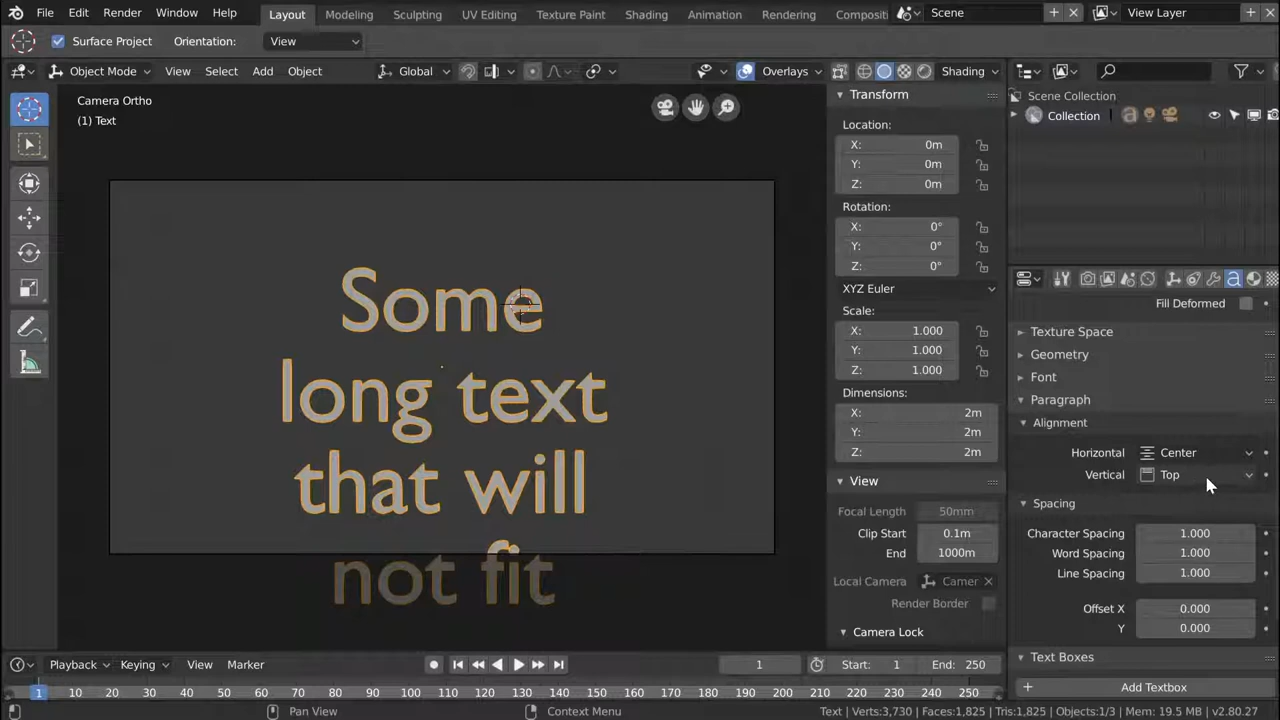 File Edit Render Window Help Layout Modeling Sculpting UV Editing Texture Paint Shading Animation Rendering Scene View Layer
Surface Project Orientation: View
Object Mode View Select Add Object Global Overlays Shading
Camera Ortho
(1) Text
Some
long text
that will
not fit
Transform
Location:
X: 0m
Y: 0m
Z: 0m
Rotation:
X: 0°
Y: 0°
Z: 0°
XYZ Euler
Scale:
X: 1.000
Y: 1.000
Z: 1.000
Dimensions:
X: 2m
Y: 2m
Z: 2m
View
Focal Length 50mm
Clip Start 0.1m
End 1000m
Local Camera Camer
Render Border
Camera Lock
Scene Collection
Collection
Fill Deformed
Texture Space
Geometry
Font
Paragraph
Alignment
Horizontal Center
Vertical Top
Spacing
Character Spacing 1.000
Word Spacing 1.000
Line Spacing 1.000
Offset X 0.000
Y 0.000
Text Boxes
Add Textbox
Playback Keying View Marker 1 Start: 1 End: 250
1 10 20 30 40 50 60 70 80 90 100 110 120 130 140 150 160 170 180 190 200 210 220 230 240 250
Pan View Context Menu Text | Verts:3,730 | Faces:1,825 | Tris:1,825 | Objects:1/3 | Mem: 19.5 MB | v2.80.27